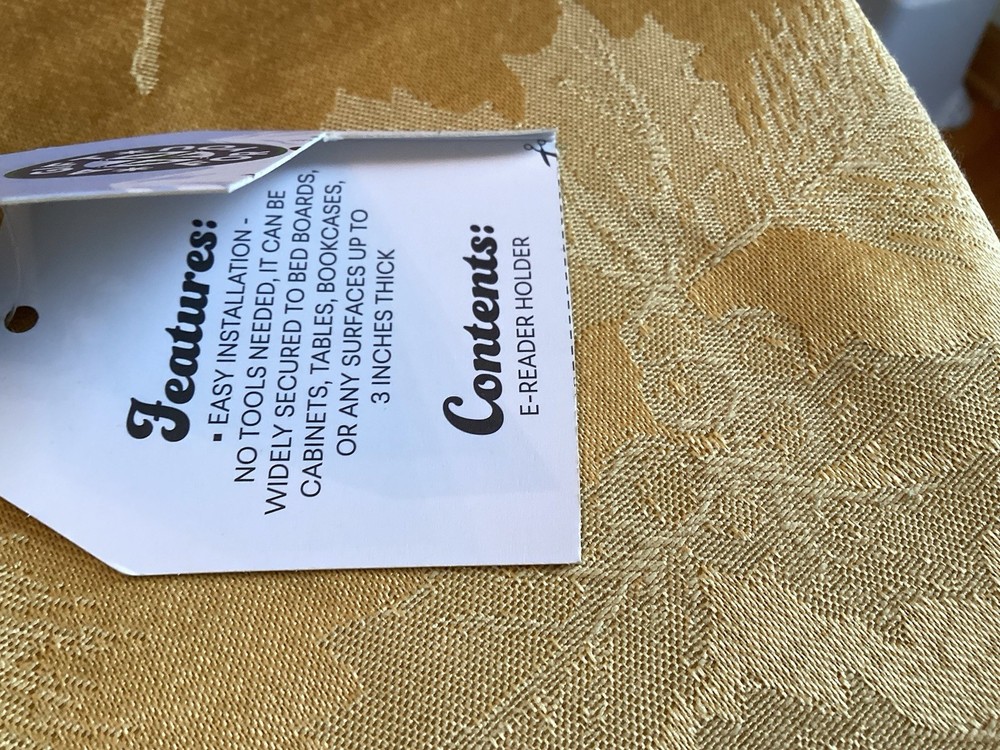 Features:
▪ EASY INSTALLATION -
NO TOOLS NEEDED, IT CAN BE
WIDELY SECURED TO BED BOARDS,
CABINETS, TABLES, BOOKCASES,
OR ANY SURFACES UP TO
3 INCHES THICK
Contents:
E-READER HOLDER